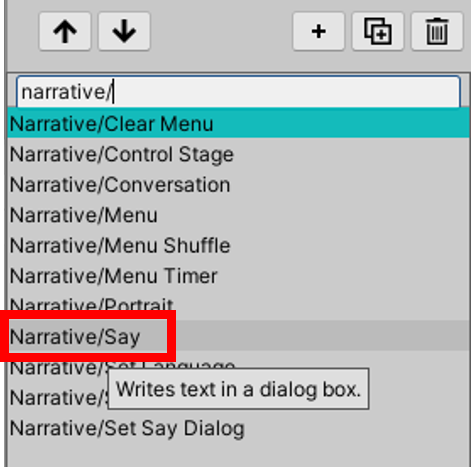 narrative/
Narrative/Clear Menu
Narrative/Control Stage
Narrative/Conversation
Narrative/Menu
Narrative/Menu Shuffle
Narrative/Menu Timer
Narrative/Portrait
Narrative/Say
Narrative/Set Language
Narrative/
Writes text in a dialog box.
Narrative/Set Say Dialog